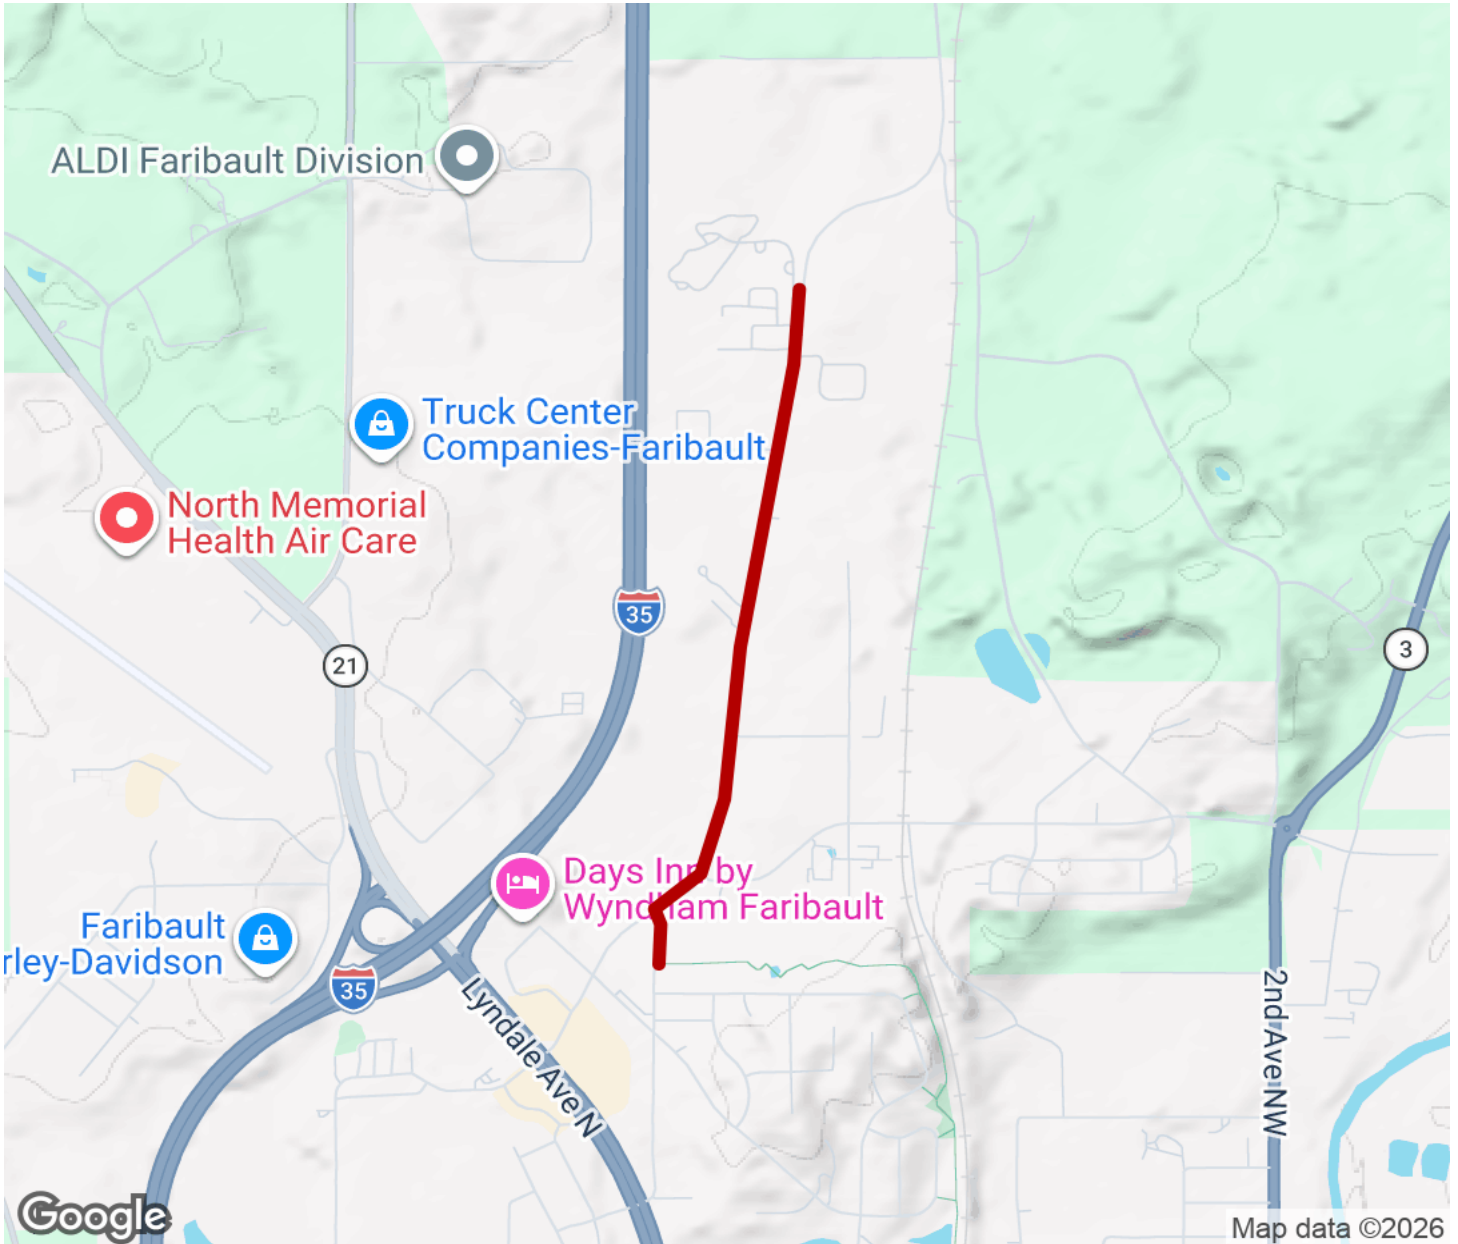 ALDI Faribault Division
Truck Center
Companies-Faribault
North Memorial
Health Air Care
35
21
3
Days Inn by
Wyndham Faribault
Faribault
rley-Davidson
35
Lyndale Ave N
2nd Ave NW
Google
Map data ©2026